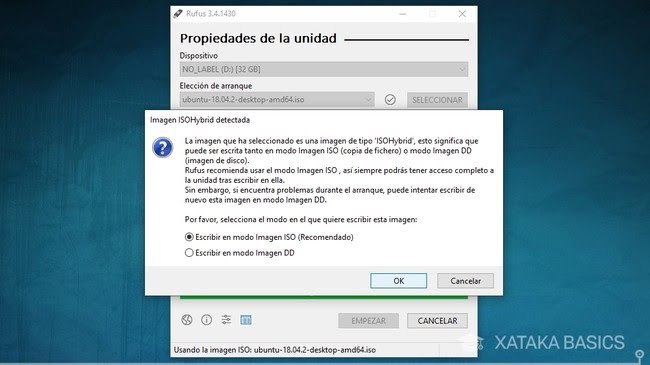 Rufus 3.4.1430
Propiedades de la unidad
Dispositivo
NO_LABEL (D:) [32 GB]
Elección de arranque
ubuntu-18.04.2-desktop-amd64.iso
SELECCIONAR
Imagen ISOHybrid detectada
La imagen que ha seleccionado es una imagen de tipo 'ISOHybrid', esto significa que
puede ser escrita tanto en modo Imagen ISO (copia de fichero) o modo Imagen DD
(imagen de disco).
Rufus recomienda usar el modo Imagen ISO , así siempre podrás tener acceso completo a
la unidad tras escribir en ella.
Sin embargo, si encuentra problemas durante el arranque, puede intentar escribir de
nuevo esta imagen en modo Imagen DD.
Por favor, selecciona el modo en el que quiere escribir esta imagen:
Escribir en modo Imagen ISO (Recomendado)
Escribir en modo Imagen DD
OK
Cancelar
EMPEZAR
CANCELAR
Usando la imagen ISO: ubuntu-18.04.2-desktop-amd64.iso
XATAKA BASICS